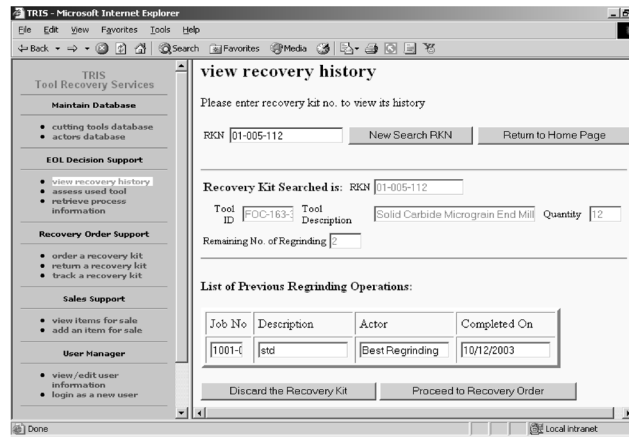 TRIS - Microsoft Internet Explorer
File Edit View Favorites Tools Help
Back Search Favorites Media
TRIS
Tool Recovery Services
Maintain Database
cutting tools database
actors database
EOL Decision Support
view recovery history
assess used tool
retrieve process
information
Recovery Order Support
order a recovery kit
return a recovery kit
track a recovery kit
Sales Support
view items for sale
add an item for sale
User Manager
view/edit user
information
login as a new user
view recovery history
Please enter recovery kit no. to view its history
RKN 01-005-112 New Search RKN Return to Home Page
Recovery Kit Searched is: RKN 01-005-112
Tool ID FOC-163-3 Tool Description Solid Carbide Micrograin End Mill Quantity 12
Remaining No. of Regrinding 2
List of Previous Regrinding Operations:
Job No Description Actor Completed On
1001-0 std Best Regrinding 10/12/2003
Discard the Recovery Kit Proceed to Recovery Order
Done Local intranet